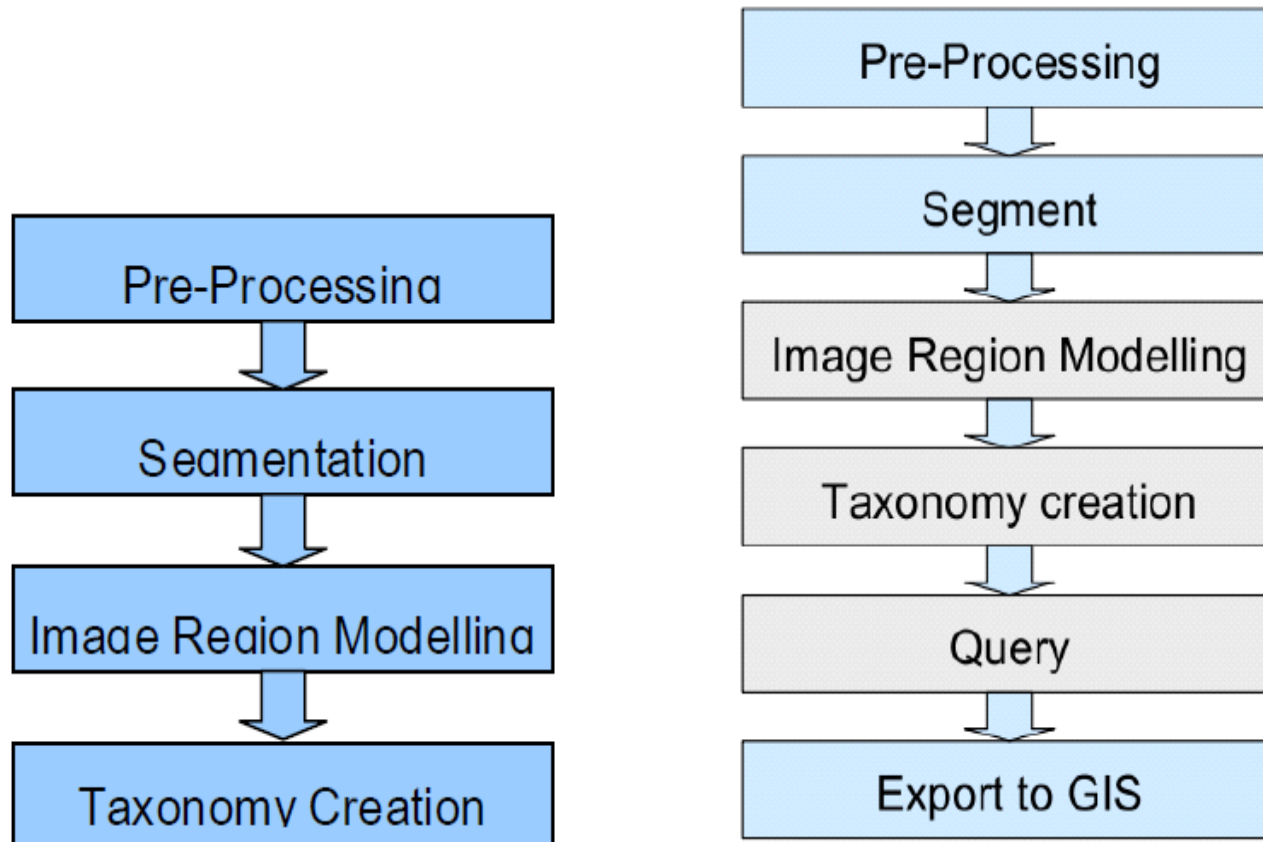 Pre-Processing
Segmentation
Image Region Modelling
Taxonomy Creation
Pre-Processing
Segment
Image Region Modelling
Taxonomy creation
Query
Export to GIS